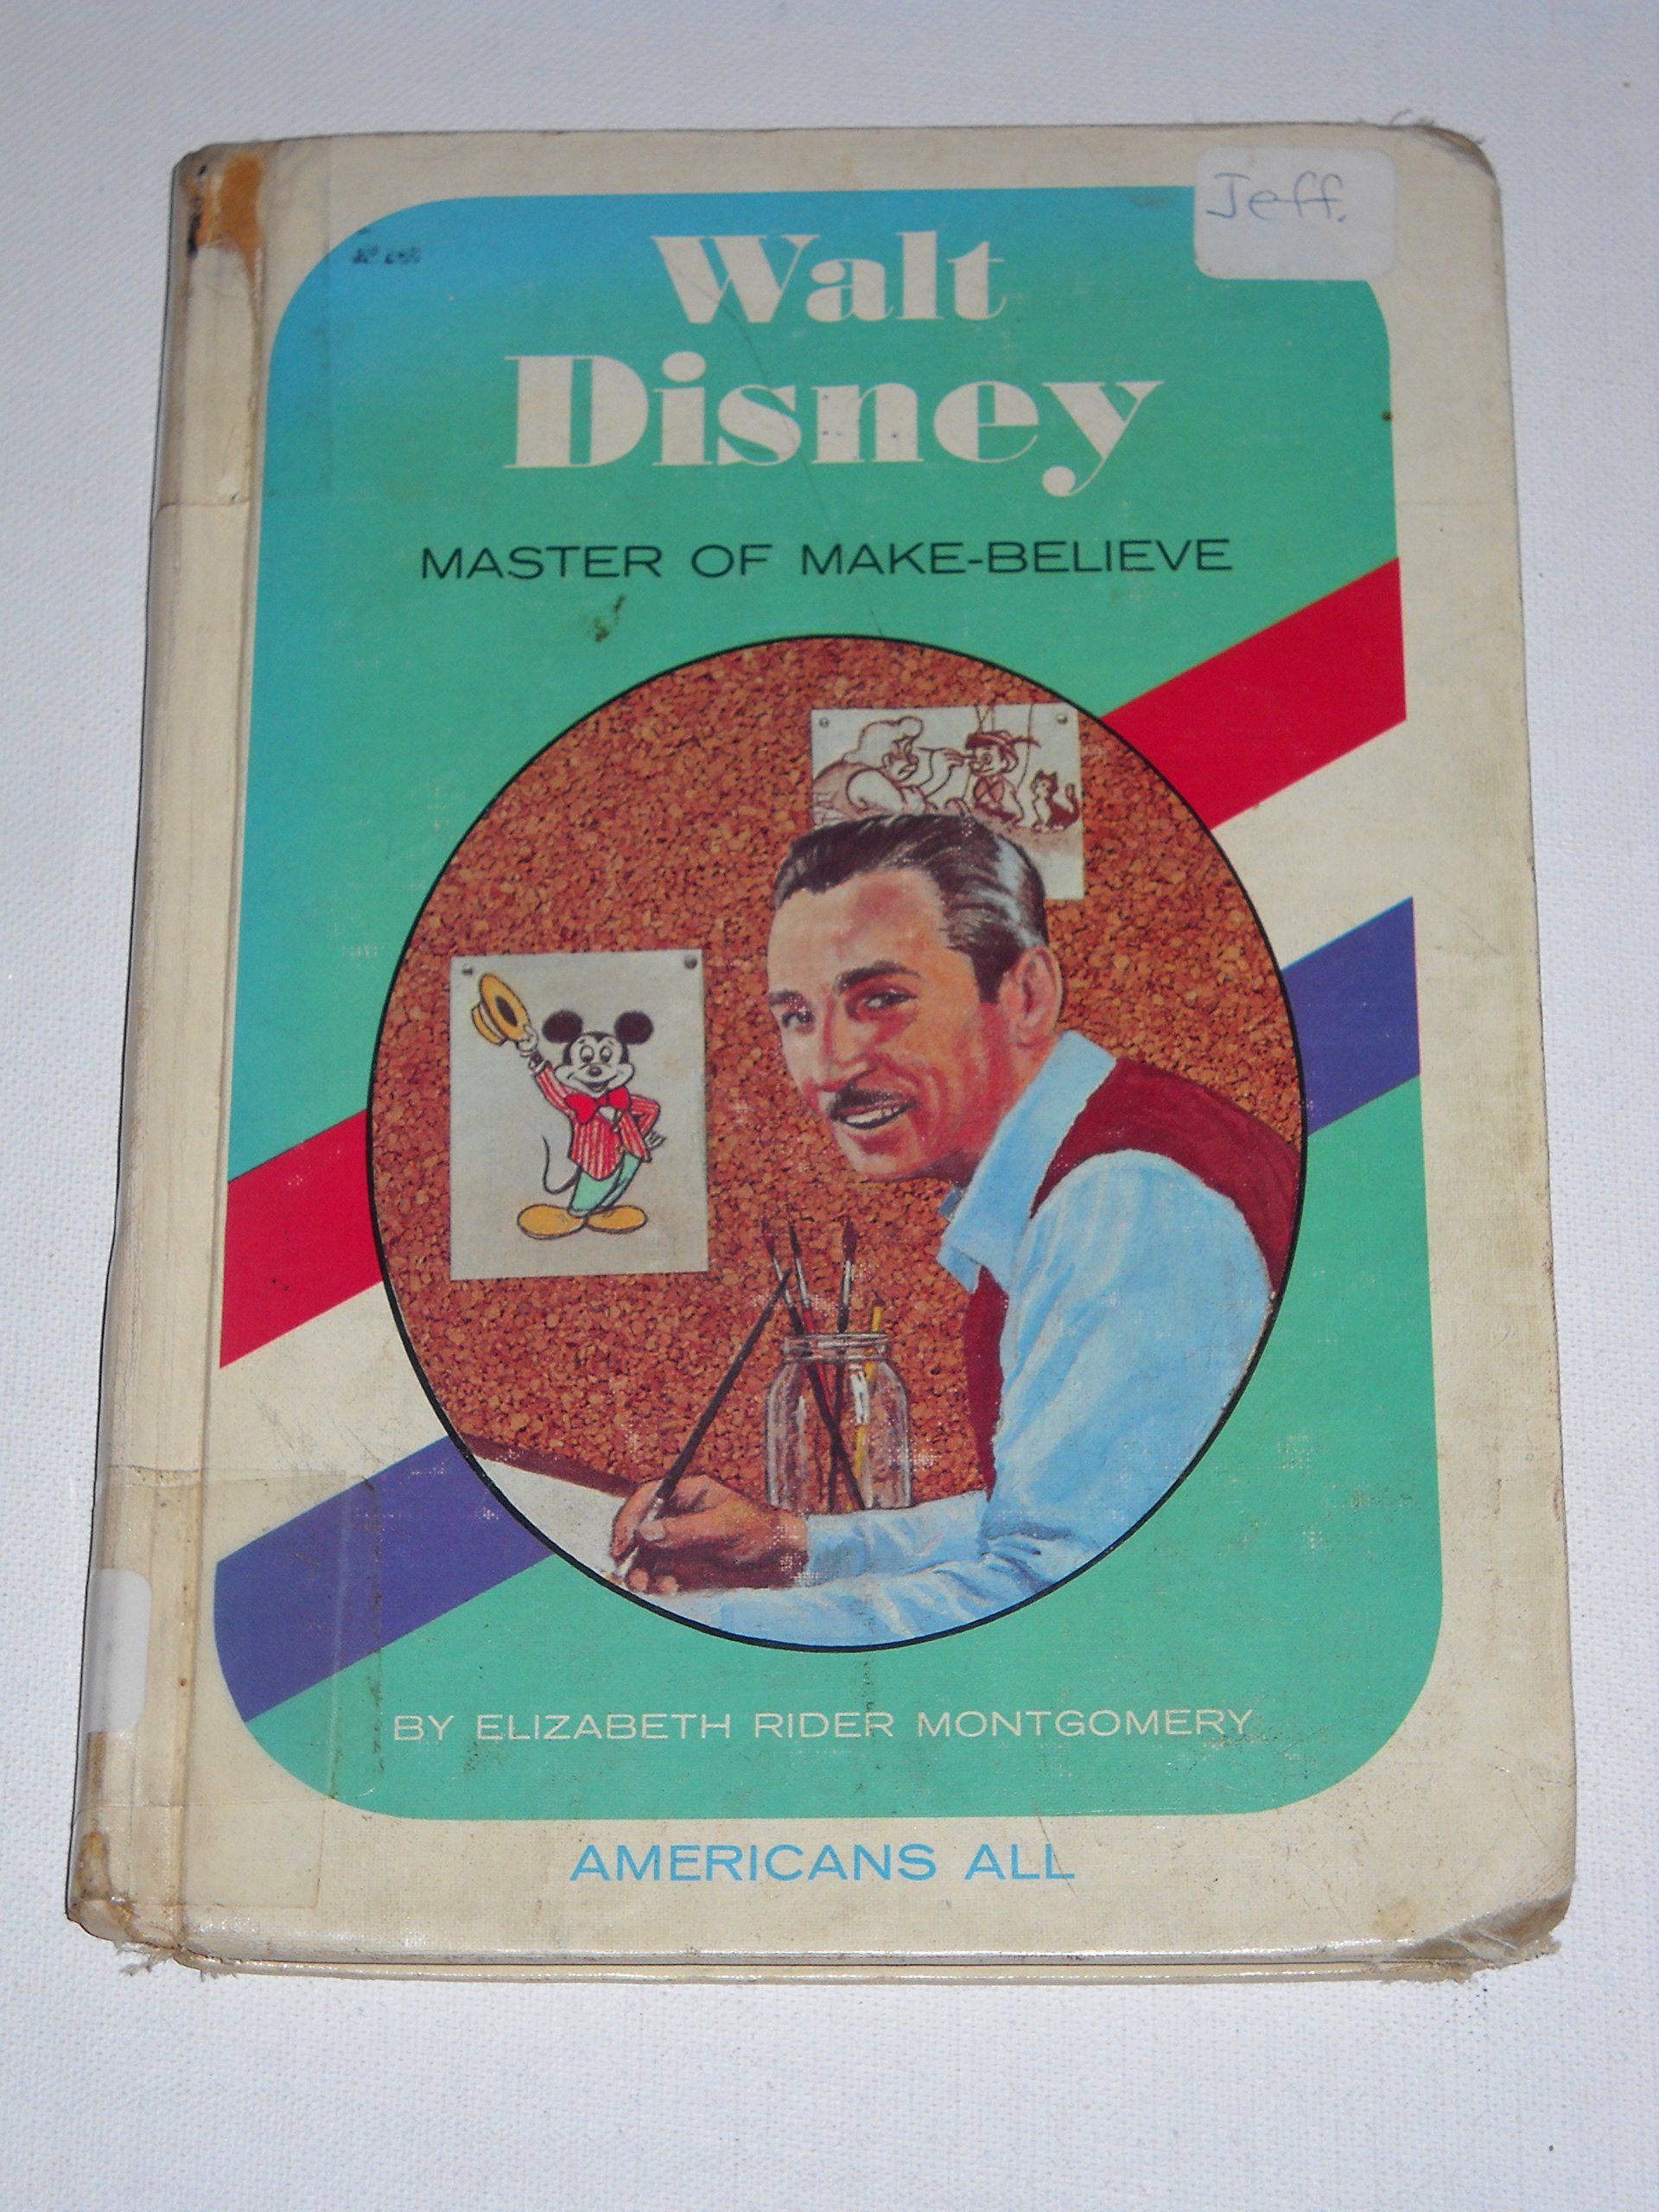 Jeff.
Walt
Disney
MASTER OF MAKE-BELIEVE
BY ELIZABETH RIDER MONTGOMERY
AMERICANS ALL